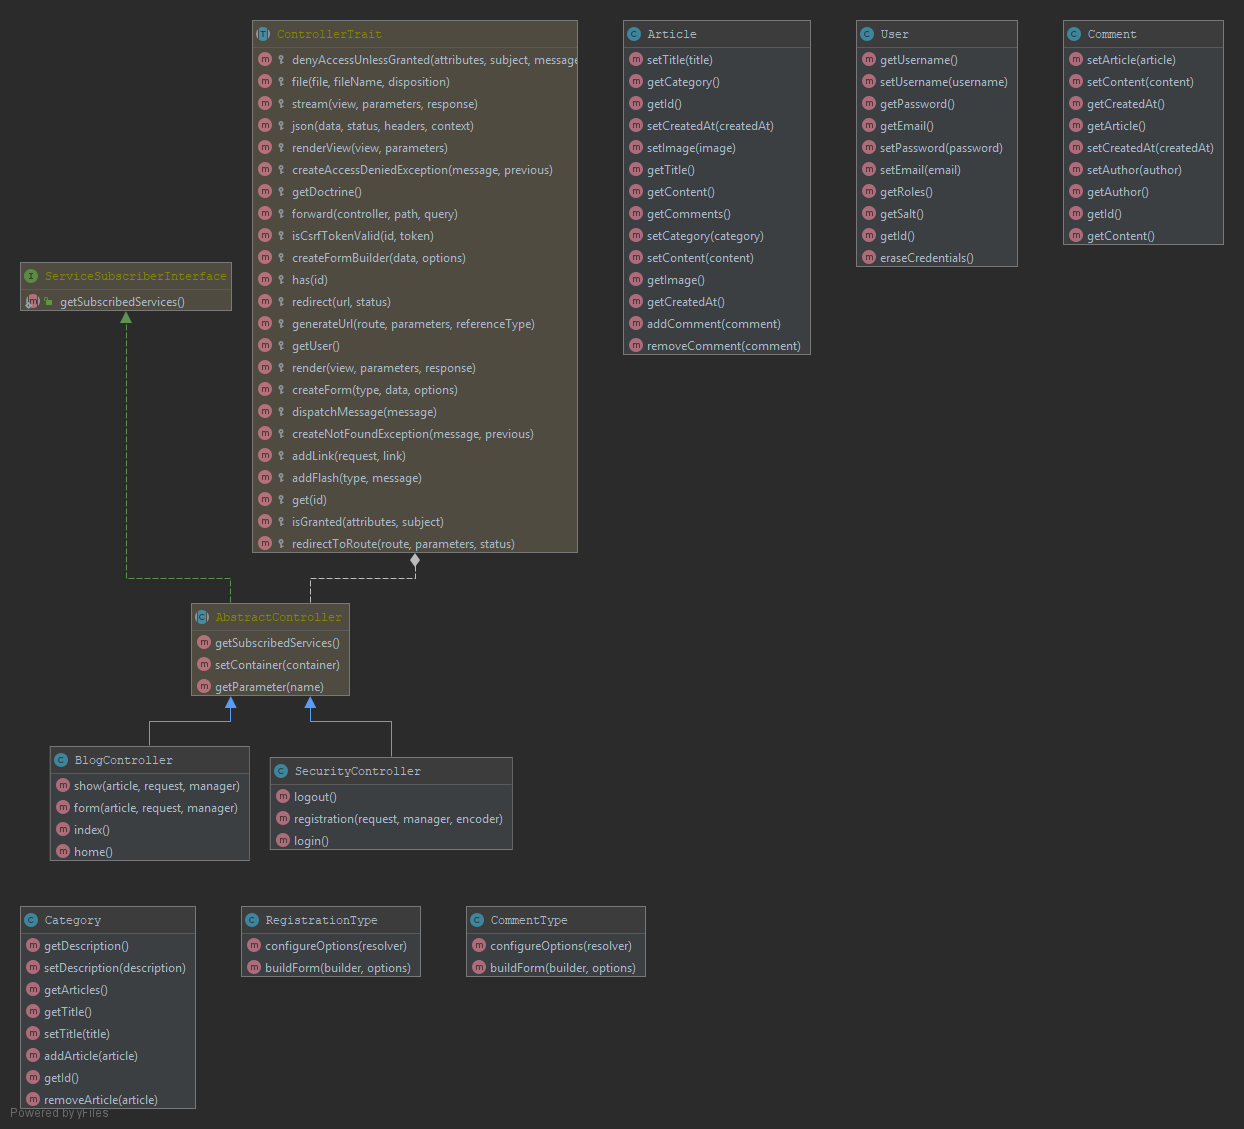 ControllerTrait
denyAccessUnlessGranted(attributes, subject, message
file(file, fileName, disposition)
stream(view, parameters, response)
json(data, status, headers, context)
renderView(view, parameters)
createAccessDeniedException(message, previous)
getDoctrine()
forward(controller, path, query)
isCsrfTokenValid(id, token)
createFormBuilder(data, options)
has(id)
redirect(url, status)
generateUrl(route, parameters, referenceType)
getUser()
render(view, parameters, response)
createForm(type, data, options)
dispatchMessage(message)
createNotFoundException(message, previous)
addLink(request, link)
addFlash(type, message)
get(id)
isGranted(attributes, subject)
redirectToRoute(route, parameters, status)
Article
setTitle(title)
getCategory()
getId()
setCreatedAt(createdAt)
setImage(image)
getTitle()
getContent()
getComments()
setCategory(category)
setContent(content)
getImage()
getCreatedAt()
addComment(comment)
removeComment(comment)
User
getUsername()
setUsername(username)
getPassword()
getEmail()
setPassword(password)
setEmail(email)
getRoles()
getSalt()
getId()
eraseCredentials()
Comment
setArticle(article)
setContent(content)
getCreatedAt()
getArticle()
setCreatedAt(createdAt)
setAuthor(author)
getAuthor()
getId()
getContent()
ServiceSubscriberInterface
getSubscribedServices()
AbstractController
getSubscribedServices()
setContainer(container)
getParameter(name)
BlogController
show(article, request, manager)
form(article, request, manager)
index()
home()
SecurityController
logout()
registration(request, manager, encoder)
login()
Category
getDescription()
setDescription(description)
getArticles()
getTitle()
setTitle(title)
addArticle(article)
getId()
removeArticle(article)
RegistrationType
configureOptions(resolver)
buildForm(builder, options)
CommentType
configureOptions(resolver)
buildForm(builder, options)
Powered by yFiles